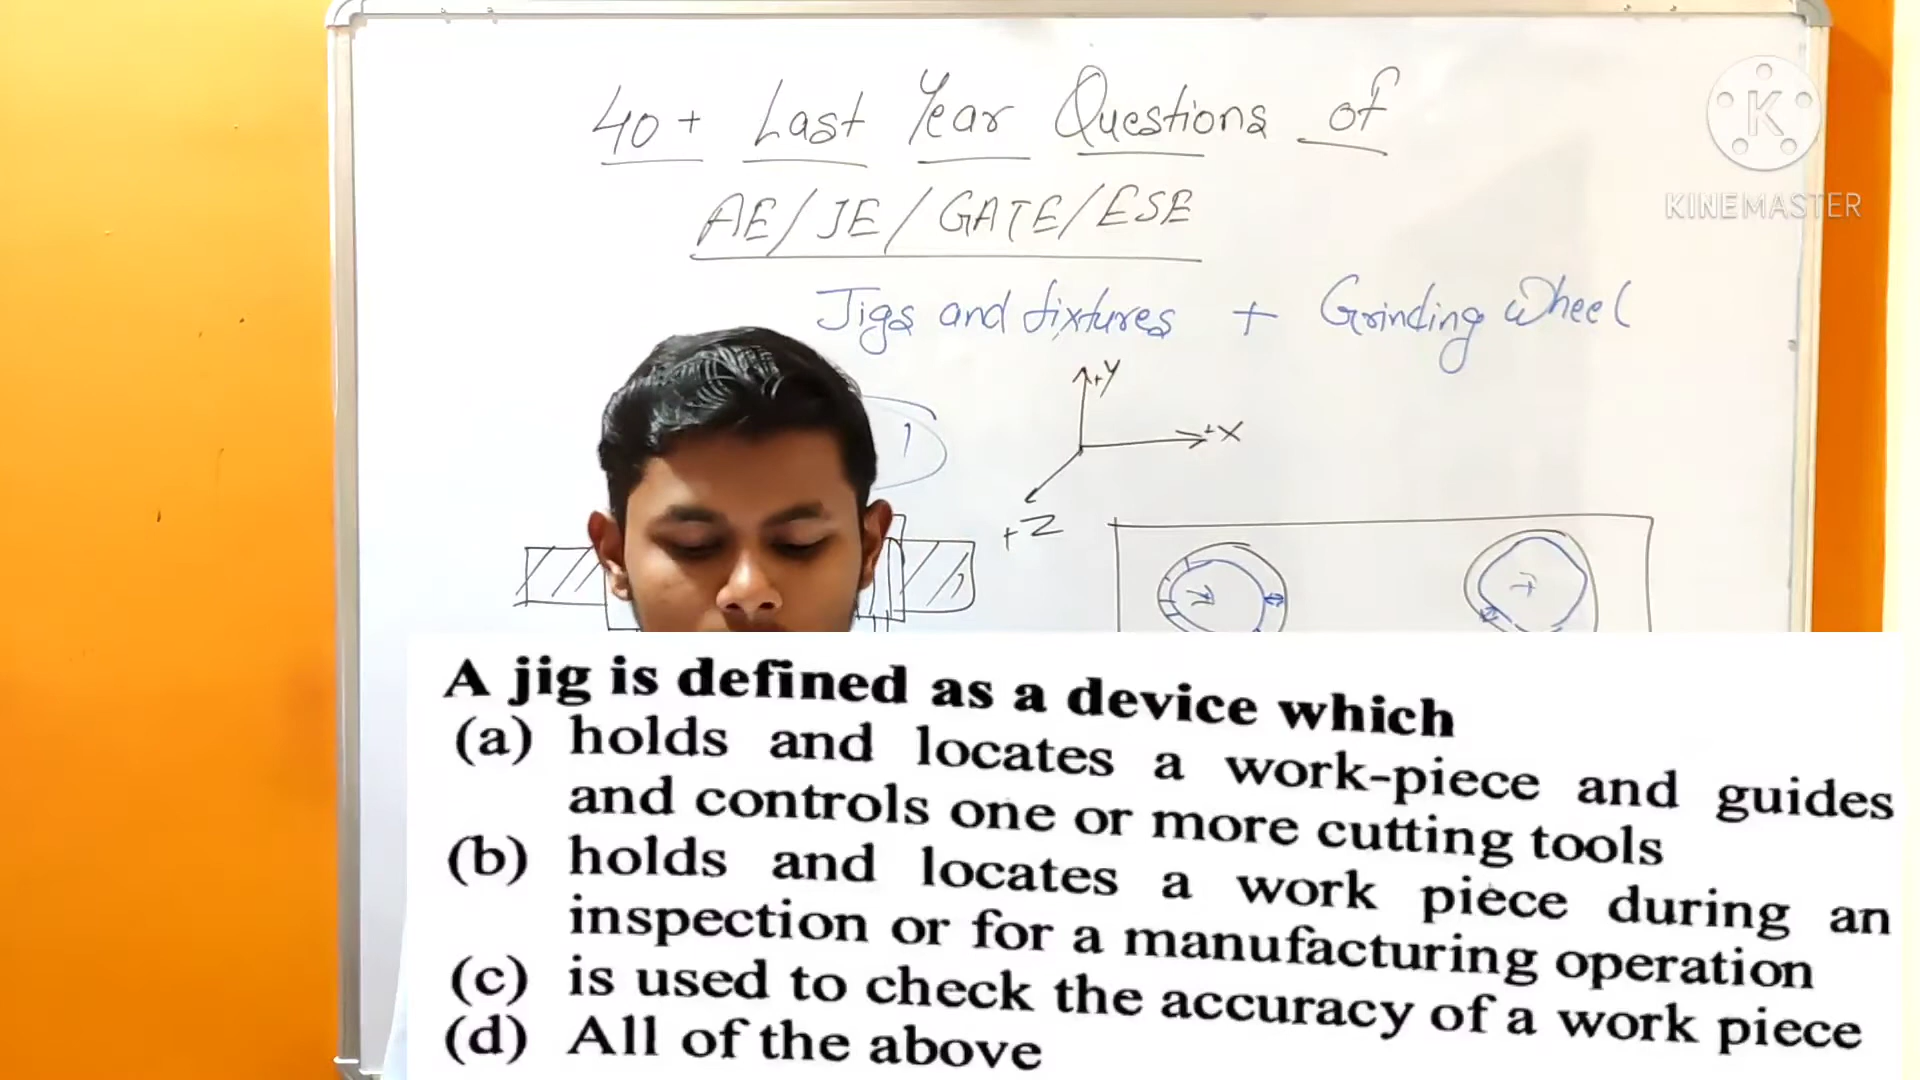 40+ Last Year Questions of
AE/JE/GATE/ESE
Jigs and fixtures + Grinding Wheel
K
KINEMASTER
1
+Y
+X
+Z
A jig is defined as a device which
(a) holds and locates a work-piece and guides
and controls one or more cutting tools
(b) holds and locates a work piece during an
inspection or for a manufacturing operation
(c) is used to check the accuracy of a work piece
(d) All of the above